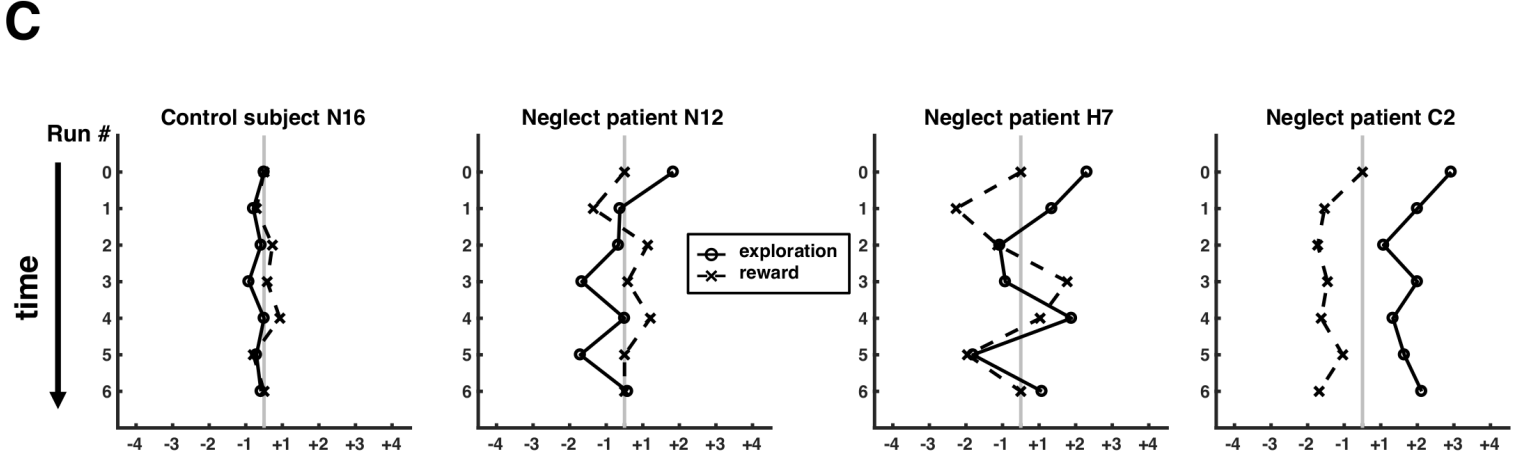 C
Control subject N16
Neglect patient N12
Neglect patient H7
Neglect patient C2
Run #
time
0
1
2
3
4
5
6
-4 -3 -2 -1 +1 +2 +3 +4
0
1
2
3
4
5
6
-4 -3 -2 -1 +1 +2 +3 +4
exploration
reward
0
1
2
3
4
5
6
-4 -3 -2 -1 +1 +2 +3 +4
0
1
2
3
4
5
6
-4 -3 -2 -1 +1 +2 +3 +4